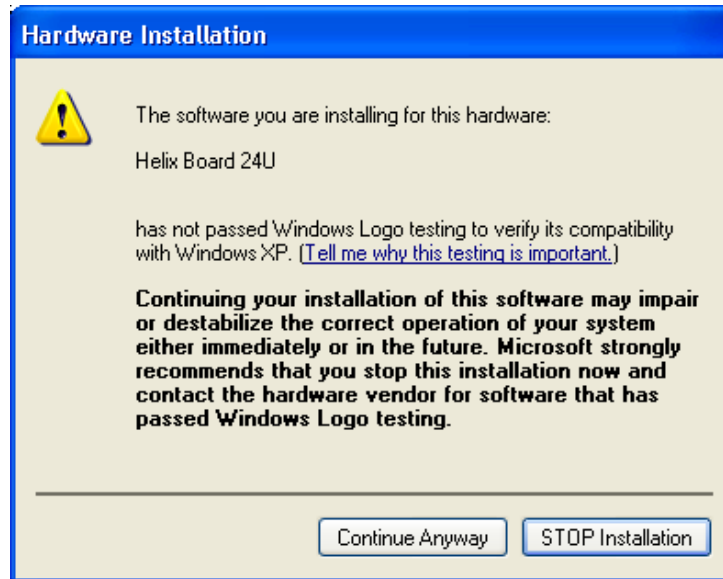 Hardware Installation
The software you are installing for this hardware:
Helix Board 24U
has not passed Windows Logo testing to verify its compatibility
with Windows XP. (Tell me why this testing is important.)
Continuing your installation of this software may impair
or destabilize the correct operation of your system
either immediately or in the future. Microsoft strongly
recommends that you stop this installation now and
contact the hardware vendor for software that has
passed Windows Logo testing.
Continue Anyway
STOP Installation